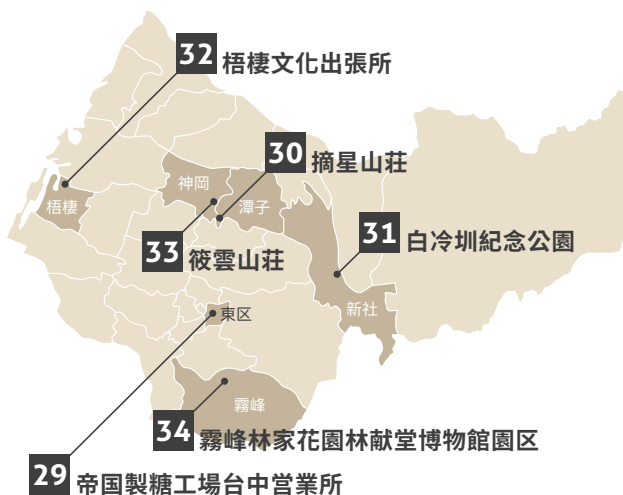 32 梧棲文化出張所
30 摘星山荘
神岡
潭子
梧棲
31 白冷圳紀念公園
33 筱雲山荘
新社
東区
霧峰
34 霧峰林家花園林献堂博物館園区
29 帝国製糖工場台中営業所